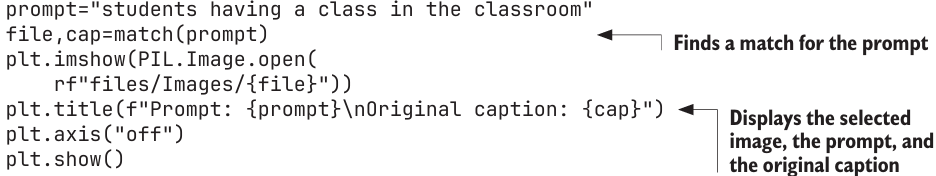 prompt="students having a class in the classroom"
file,cap=match(prompt)
Finds a match for the prompt
plt.imshow(PIL.Image.open(
    rf"files/Images/{file}"))
plt.title(f"Prompt: {prompt}\nOriginal caption: {cap}")
plt.axis("off")
plt.show()
Displays the selected
image, the prompt, and
the original caption